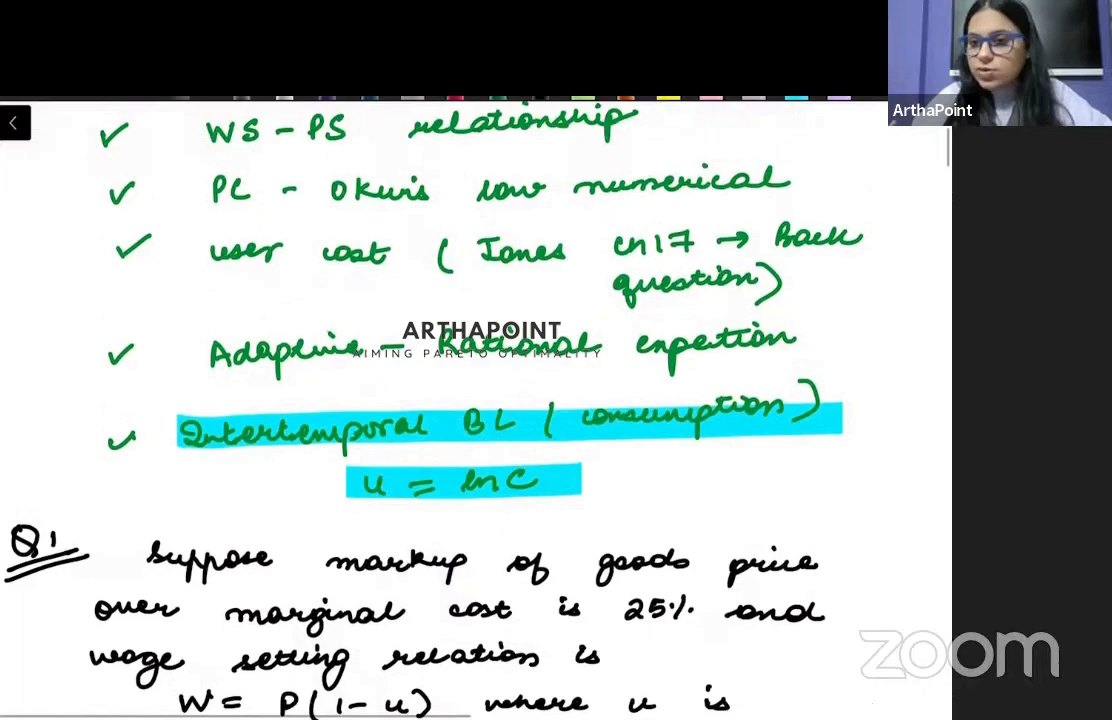 ArthaPoint
✓ WS - PS relationship
✓ PC - Okun's law numerical
✓ user cost ( Jones ch17 → Back
question)
ARTHAPOINT
✓ Adaptive - Rational expection
AIMING PARETO OPTIMALITY
✓ Intertemporal BL ( consumption)
u = ln C
Q1 Suppose markup of goods price
over marginal cost is 25% and
wage setting relation is
W = P(1-u) where u is
zoom